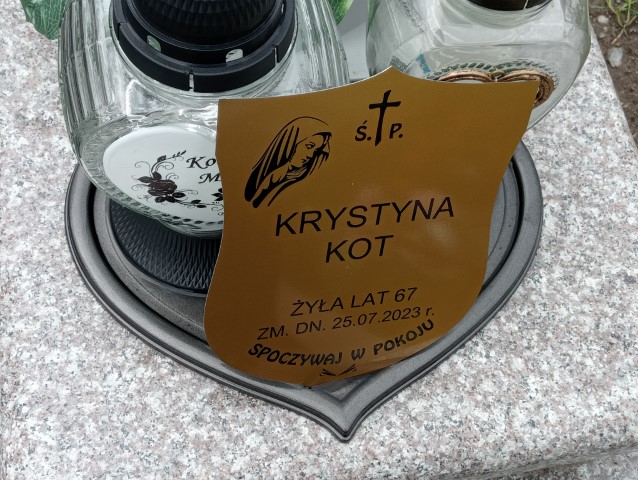 Ś. P.
KRYSTYNA
KOT
ŻYŁA LAT 67
ZM. DN. 25.07.2023 r.
SPOCZYWAJ W POKOJU